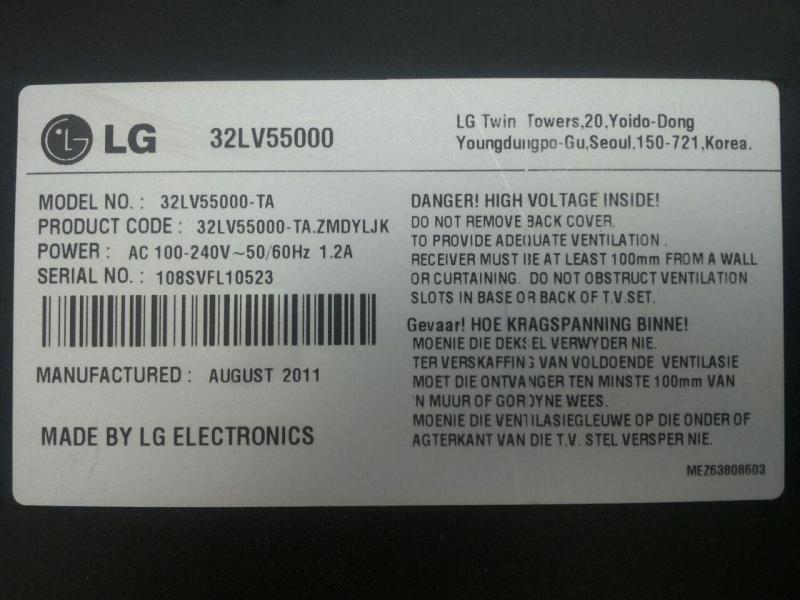 LG 32LV55000
LG Twin Towers,20,Yoido-Dong
Youngdungpo-Gu,Seoul,150-721,Korea.
MODEL NO. : 32LV55000-TA
PRODUCT CODE : 32LV55000-TA.ZMDYLJK
POWER : AC 100-240V~50/60Hz 1.2A
SERIAL NO. : 108SVFL10523
MANUFACTURED : AUGUST 2011
MADE BY LG ELECTRONICS
DANGER! HIGH VOLTAGE INSIDE!
DO NOT REMOVE BACK COVER.
TO PROVIDE ADEQUATE VENTILATION .
RECEIVER MUST BE AT LEAST 100mm FROM A WALL
OR CURTAINING. DO NOT OBSTRUCT VENTILATION
SLOTS IN BASE OR BACK OF T.V.SET.
Gevaar! HOE KRAGSPANNING BINNE!
MOENIE DIE DEKSEL VERWYDER NIE.
TER VERSKAFFING VAN VOLDOENDE VENTILASIE
MOET DIE ONTVANGER TEN MINSTE 100mm VAN
'N MUUR OF GORDYNE WEES.
MOENIE DIE VENTILASIEGLEUWE OP DIE ONDER OF
AGTERKANT VAN DIE T.V. STEL VERSPER NIE.
MEZ63808603